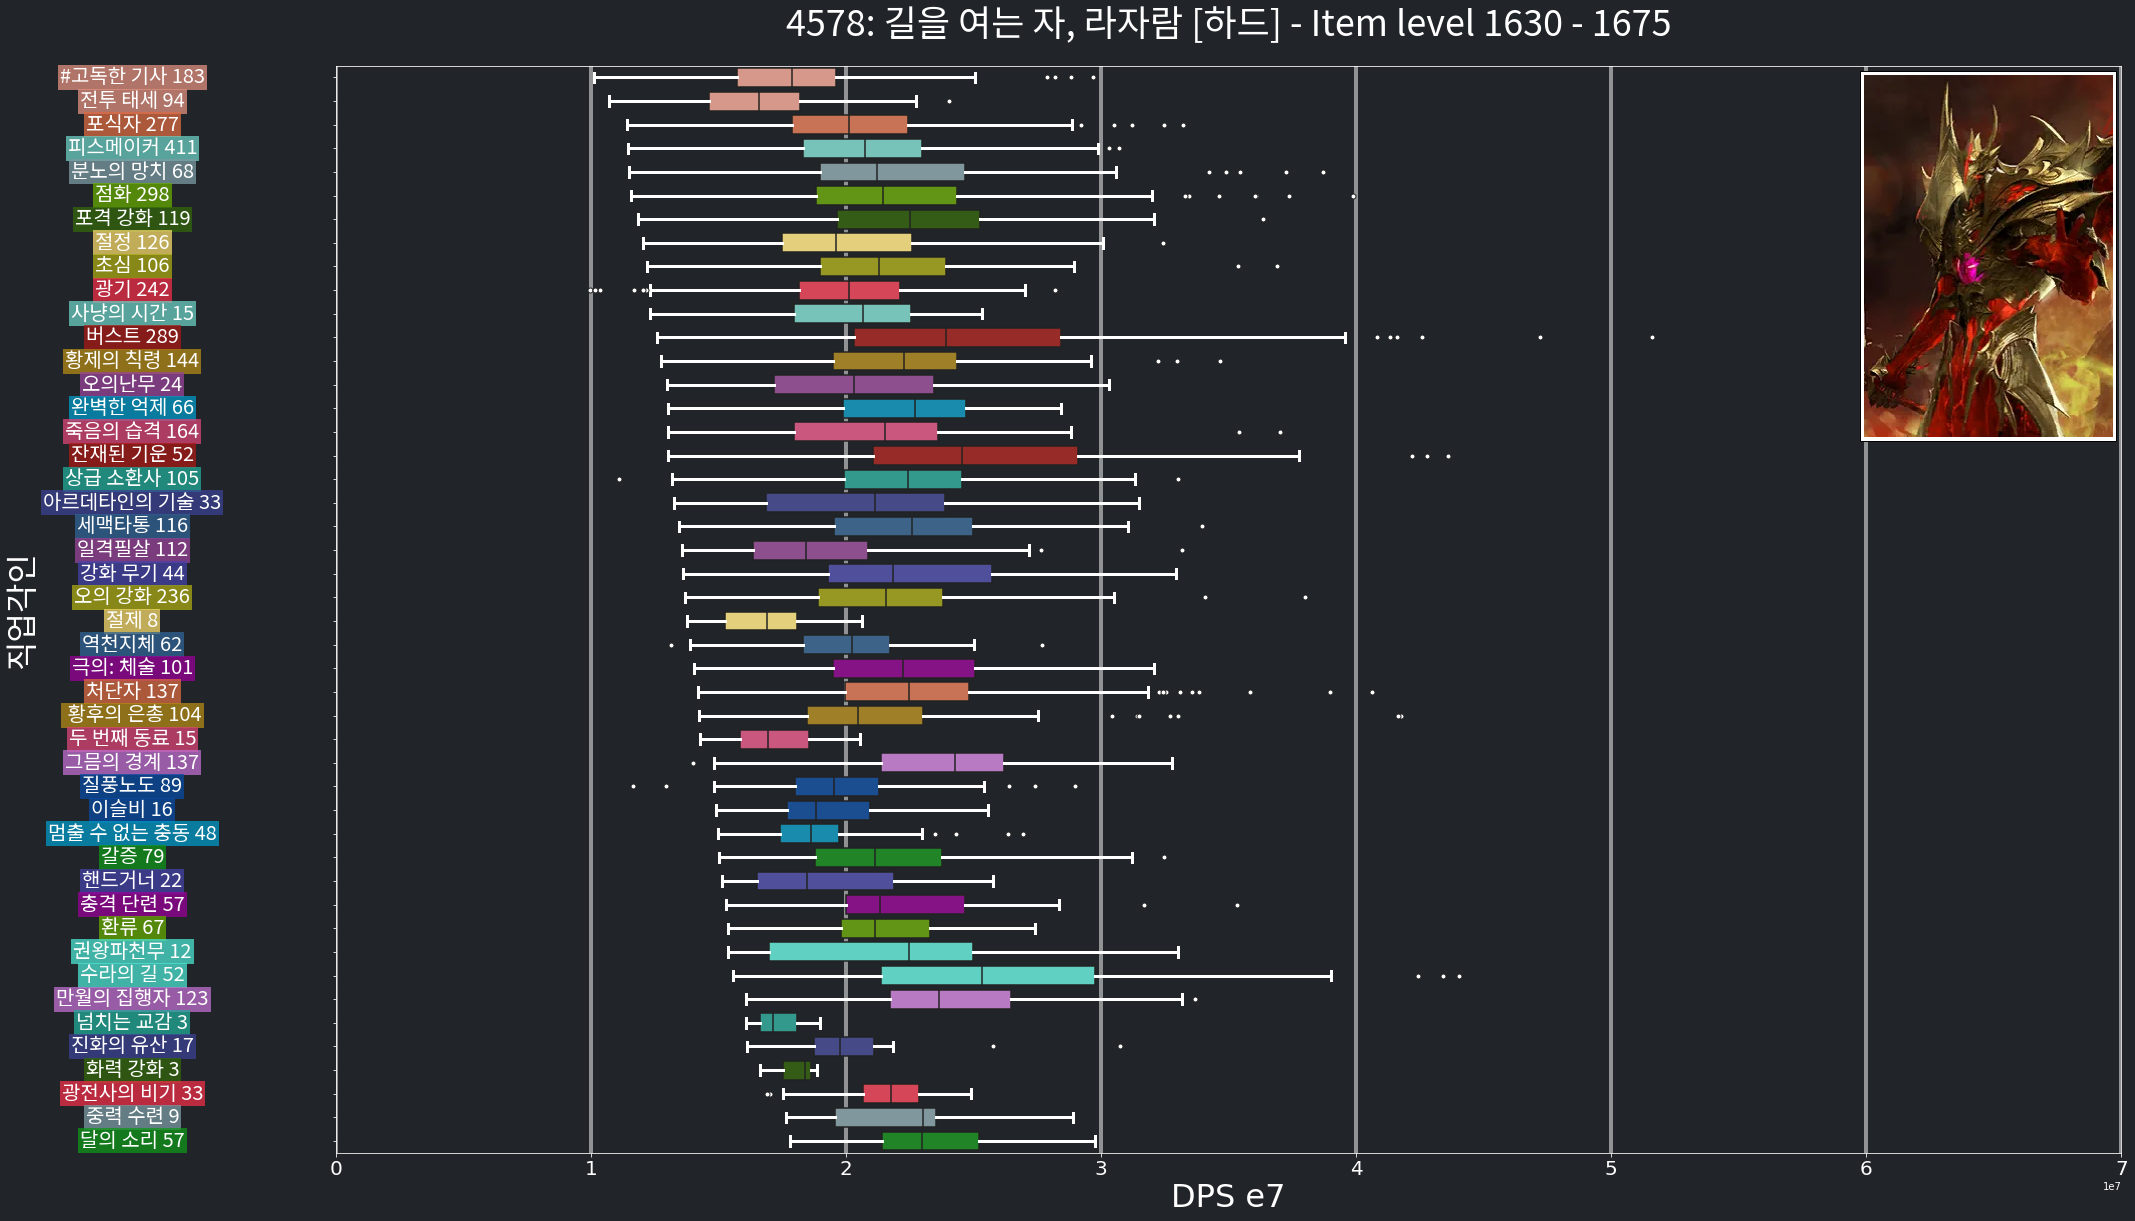 4578: 길을 여는 자, 라자람 [하드] - Item level 1630 - 1675
#고독한 기사 183
전투 태세 94
포식자 277
피스메이커 411
분노의 망치 68
점화 298
포격 강화 119
절정 126
초심 106
광기 242
사냥의 시간 15
버스트 289
황제의 칙령 144
오의난무 24
완벽한 억제 66
죽음의 습격 164
잔재된 기운 52
상급 소환사 105
아르데타인의 기술 33
세맥타통 116
일격필살 112
강화 무기 44
오의 강화 236
절제 8
역천지체 62
극의: 체술 101
처단자 137
황후의 은총 104
두 번째 동료 15
그믐의 경계 137
질풍노도 89
이슬비 16
멈출 수 없는 충동 48
갈증 79
핸드거너 22
충격 단련 57
환류 67
권왕파천무 12
수라의 길 52
만월의 집행자 123
넘치는 교감 3
진화의 유산 17
화력 강화 3
광전사의 비기 33
중력 수련 9
달의 소리 57
직업각인
0 1 2 3 4 5 6 7
1e7
DPS e7